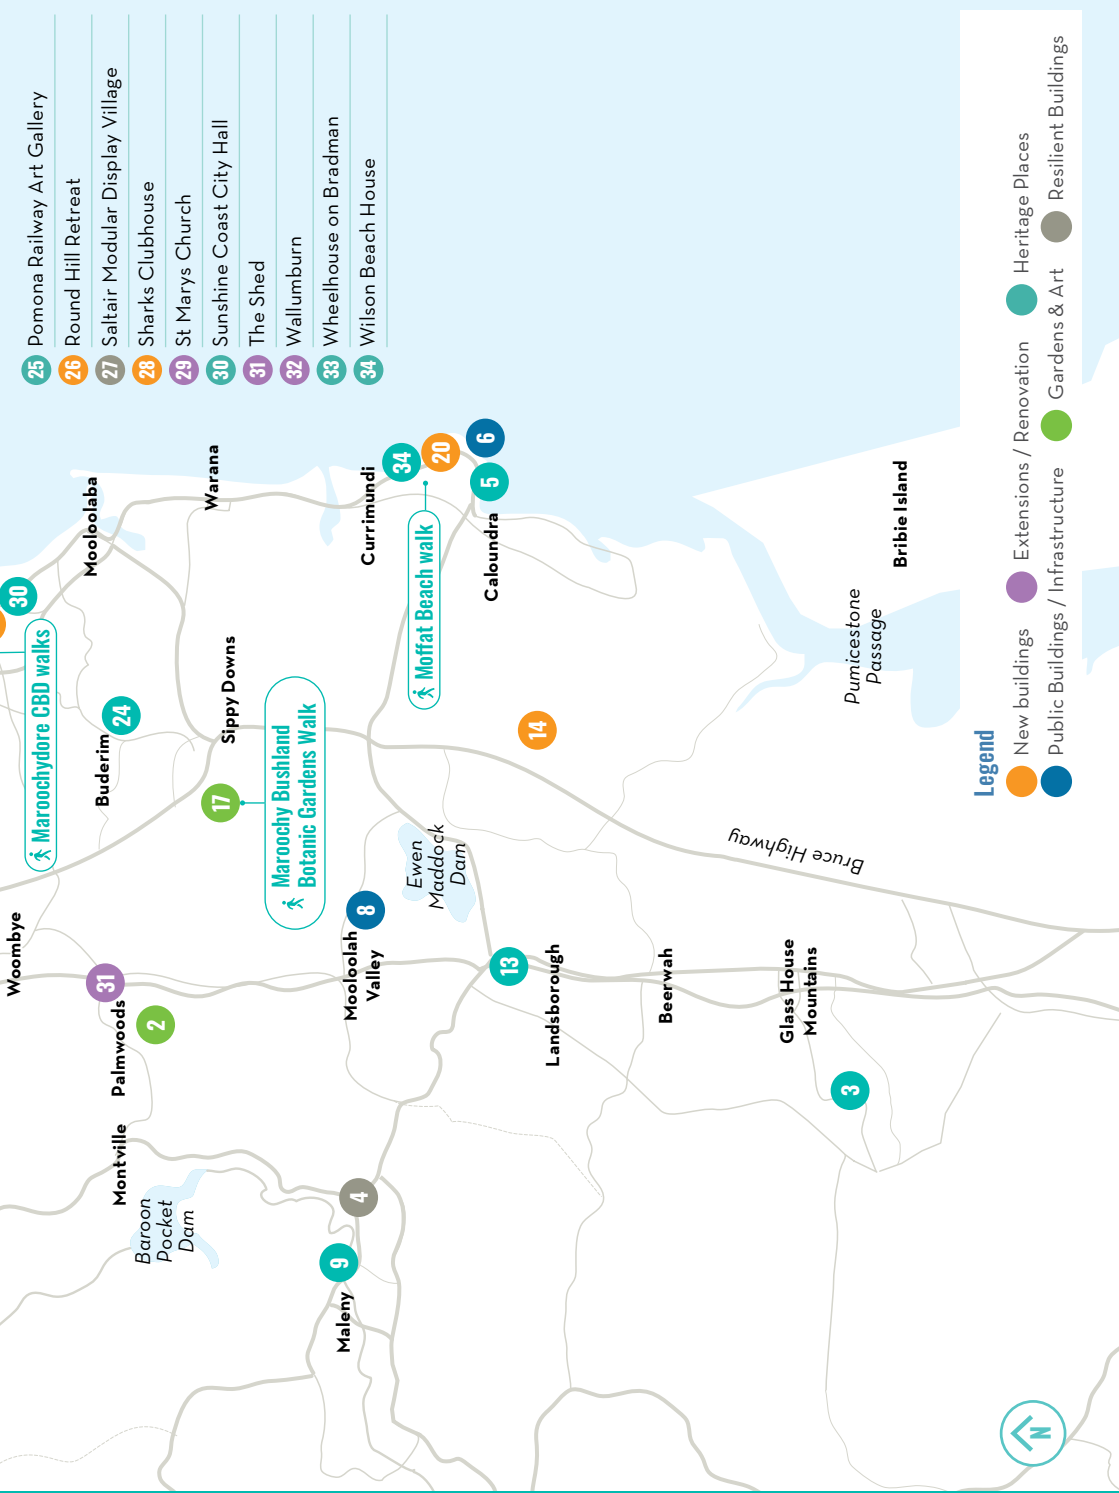 25 Pomona Railway Art Gallery
26 Round Hill Retreat
27 Saltair Modular Display Village
28 Sharks Clubhouse
29 St Marys Church
30 Sunshine Coast City Hall
31 The Shed
32 Wallumburn
33 Wheelhouse on Bradman
34 Wilson Beach House
Woombye
30
Maroochydore CBD walks
Mooloolaba
31
Palmwoods
Buderim
24
Montville
2
Baroon
Pocket
Dam
Warana
17
Sippy Downs
Maroochy Bushland
Botanic Gardens Walk
9
Maleny
4
Mooloolah
Valley
8
Currimundi
34
Ewen
Maddock
Dam
Moffat Beach walk
20
6
5
Caloundra
13
Landsborough
14
Beerwah
Glass House
Mountains
Bruce Highway
3
Pumicestone
Passage
Bribie Island
Legend
New buildings
Extensions / Renovation
Heritage Places
Public Buildings / Infrastructure
Gardens & Art
Resilient Buildings
N